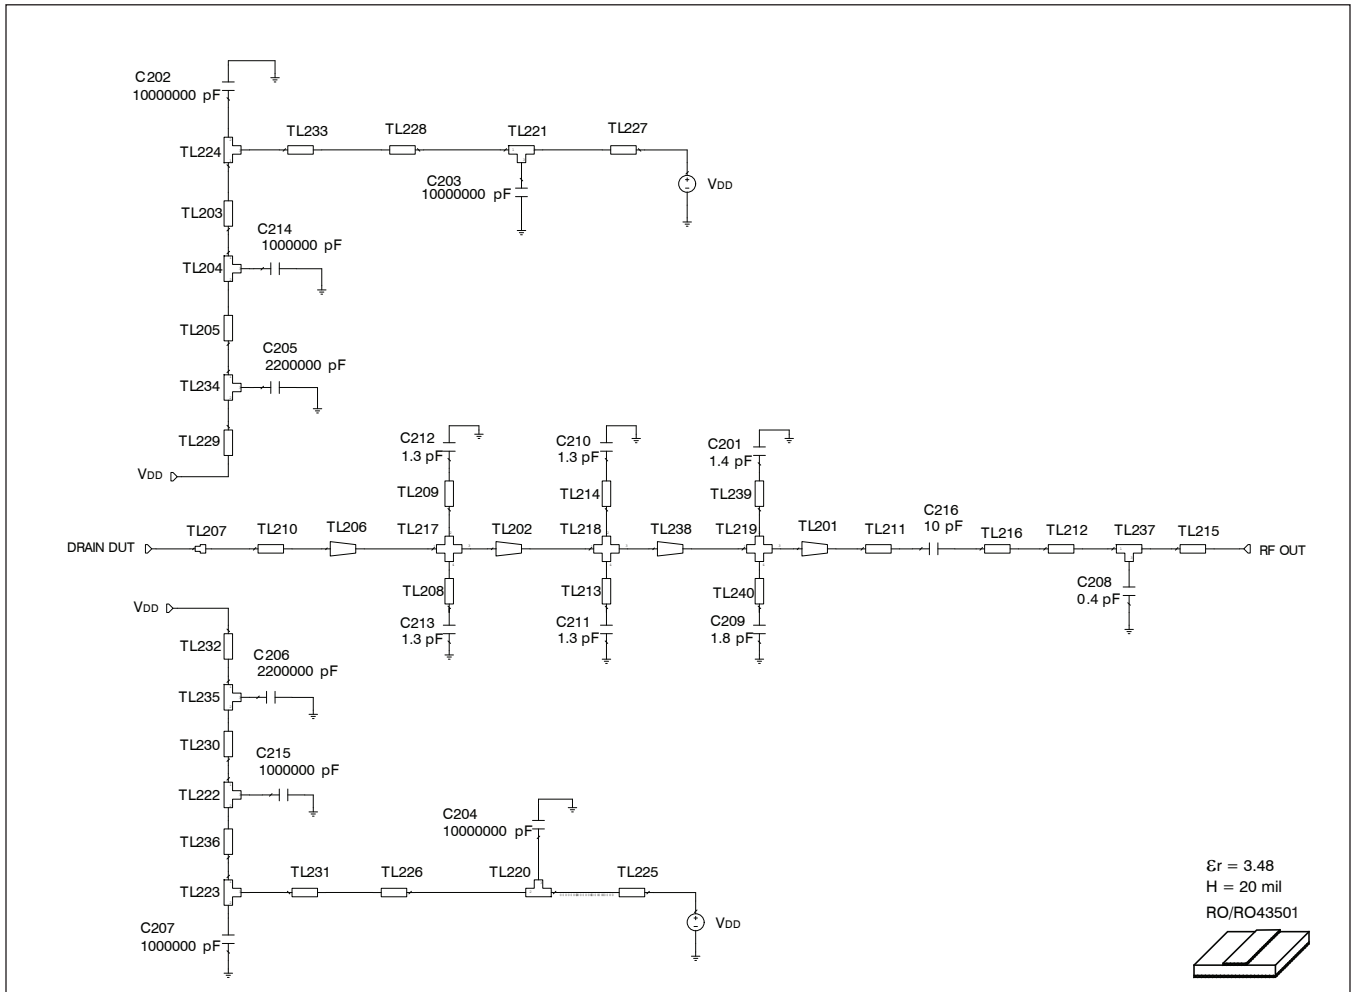 C202
10000000 pF
TL224
TL233
TL228
TL221
TL227
C203
10000000 pF
VDD
TL203
C214
1000000 pF
TL204
TL205
C205
2200000 pF
TL234
TL229
VDD
C212
1.3 pF
C210
1.3 pF
C201
1.4 pF
TL209
TL214
TL239
DRAIN DUT
TL207
TL210
TL206
TL217
TL202
TL218
TL238
TL219
TL201
TL211
C216
10 pF
TL216
TL212
TL237
TL215
RF OUT
TL208
TL213
TL240
C208
0.4 pF
C213
1.3 pF
C211
1.3 pF
C209
1.8 pF
VDD
TL232
C206
2200000 pF
TL235
TL230
C215
1000000 pF
TL222
TL236
C204
10000000 pF
TL223
TL231
TL226
TL220
TL225
VDD
C207
1000000 pF
Ɛr = 3.48
H = 20 mil
RO/RO43501